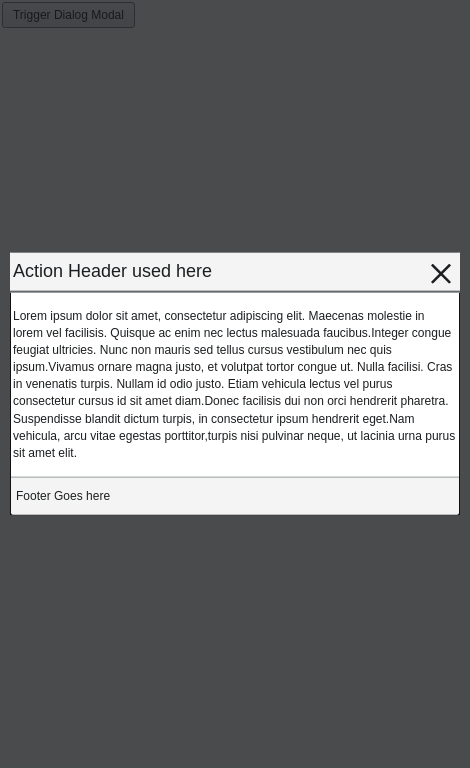 Trigger Dialog Modal
Action Header used here
Lorem ipsum dolor sit amet, consectetur adipiscing elit. Maecenas molestie in
lorem vel facilisis. Quisque ac enim nec lectus malesuada faucibus.Integer congue
feugiat ultricies. Nunc non mauris sed tellus cursus vestibulum nec quis
ipsum.Vivamus ornare magna justo, et volutpat tortor congue ut. Nulla facilisi. Cras
in venenatis turpis. Nullam id odio justo. Etiam vehicula lectus vel purus
consectetur cursus id sit amet diam.Donec facilisis dui non orci hendrerit pharetra.
Suspendisse blandit dictum turpis, in consectetur ipsum hendrerit eget.Nam
vehicula, arcu vitae egestas porttitor,turpis nisi pulvinar neque, ut lacinia urna purus
sit amet elit.
Footer Goes here